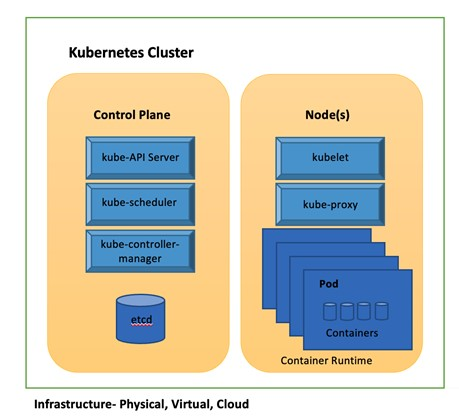 Kubernetes Cluster
Control Plane
kube-API Server
kube-scheduler
kube-controller-
manager
etcd
Node(s)
kubelet
kube-proxy
Pod
Containers
Container Runtime
Infrastructure- Physical, Virtual, Cloud